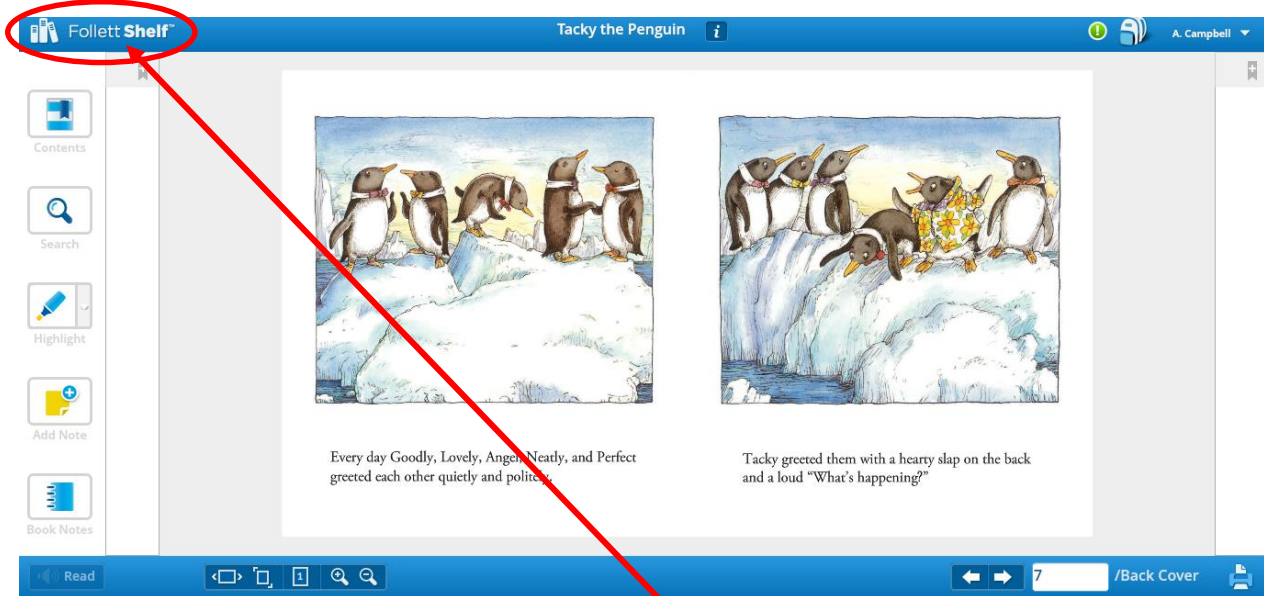 Follett Shelf™
Tacky the Penguin i
A. Campbell
Contents
Search
Highlight
Add Note
Book Notes
Every day Goodly, Lovely, Angel, Neatly, and Perfect
greeted each other quietly and politely.
Tacky greeted them with a hearty slap on the back
and a loud “What’s happening?”
Read
1
7 /Back Cover